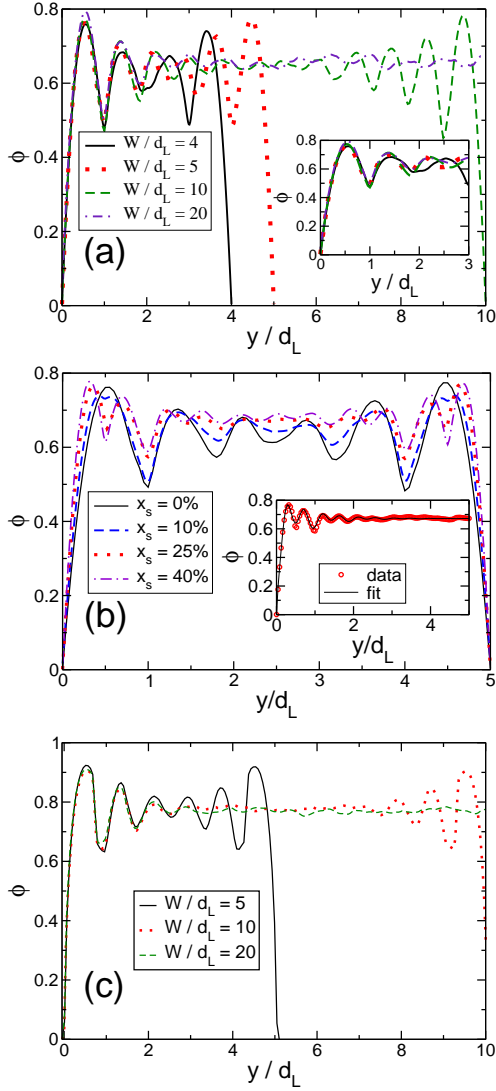 0.8
0.6
0.4
0.2
0
ϕ
W / d_L = 4
W / d_L = 5
W / d_L = 10
W / d_L = 20
(a)
0.8
0.6
0.4
0.2
0.0
ϕ
0 1 2 3
y / d_L
0 2 4 6 8 10
y / d_L
0.8
0.6
0.4
0.2
0
ϕ
x_s = 0%
x_s = 10%
x_s = 25%
x_s = 40%
(b)
0.8
0.6
0.4
0.2
0
ϕ
data
fit
0 2 4
y/d_L
0 1 2 3 4 5
y/d_L
1
0.8
0.6
0.4
0.2
0
ϕ
W / d_L = 5
W / d_L = 10
W / d_L = 20
(c)
0 2 4 6 8 10
y / d_L